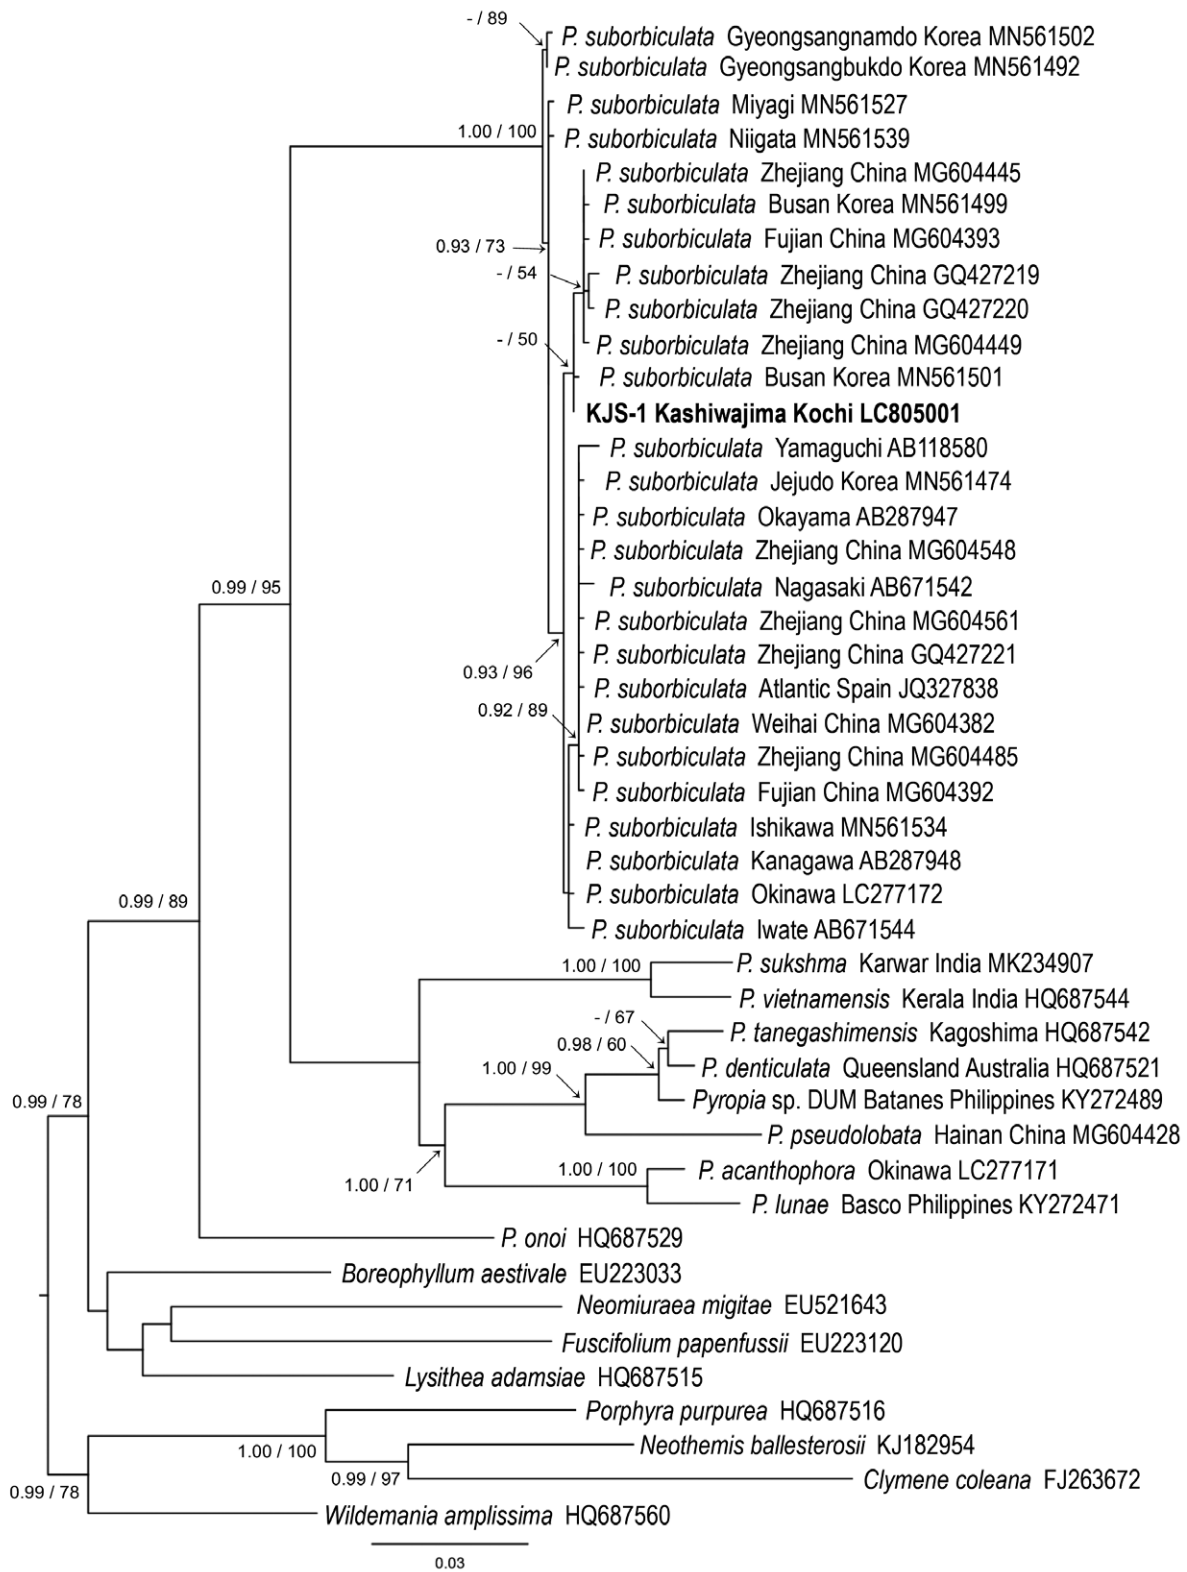 - / 89
P. suborbiculata Gyeongsangnamdo Korea MN561502
P. suborbiculata Gyeongsangbukdo Korea MN561492
P. suborbiculata Miyagi MN561527
1.00 / 100
P. suborbiculata Niigata MN561539
P. suborbiculata Zhejiang China MG604445
P. suborbiculata Busan Korea MN561499
P. suborbiculata Fujian China MG604393
0.93 / 73
- / 54
P. suborbiculata Zhejiang China GQ427219
P. suborbiculata Zhejiang China GQ427220
- / 50
P. suborbiculata Zhejiang China MG604449
P. suborbiculata Busan Korea MN561501
KJS-1 Kashiwajima Kochi LC805001
P. suborbiculata Yamaguchi AB118580
P. suborbiculata Jejudo Korea MN561474
P. suborbiculata Okayama AB287947
P. suborbiculata Zhejiang China MG604548
0.99 / 95
P. suborbiculata Nagasaki AB671542
P. suborbiculata Zhejiang China MG604561
P. suborbiculata Zhejiang China GQ427221
0.93 / 96
P. suborbiculata Atlantic Spain JQ327838
0.92 / 89
P. suborbiculata Weihai China MG604382
P. suborbiculata Zhejiang China MG604485
P. suborbiculata Fujian China MG604392
P. suborbiculata Ishikawa MN561534
P. suborbiculata Kanagawa AB287948
P. suborbiculata Okinawa LC277172
0.99 / 89
P. suborbiculata Iwate AB671544
1.00 / 100
P. sukshma Karwar India MK234907
P. vietnamensis Kerala India HQ687544
- / 67
P. tanegashimensis Kagoshima HQ687542
0.98 / 60
1.00 / 99
P. denticulata Queensland Australia HQ687521
0.99 / 78
Pyropia sp. DUM Batanes Philippines KY272489
P. pseudolobata Hainan China MG604428
1.00 / 100
P. acanthophora Okinawa LC277171
1.00 / 71
P. lunae Basco Philippines KY272471
P. onoi HQ687529
Boreophyllum aestivale EU223033
Neomiuraea migitae EU521643
Fuscifolium papenfussii EU223120
Lysithea adamsiae HQ687515
Porphyra purpurea HQ687516
1.00 / 100
Neothemis ballesterosii KJ182954
0.99 / 97
Clymene coleana FJ263672
0.99 / 78
Wildemania amplissima HQ687560
0.03